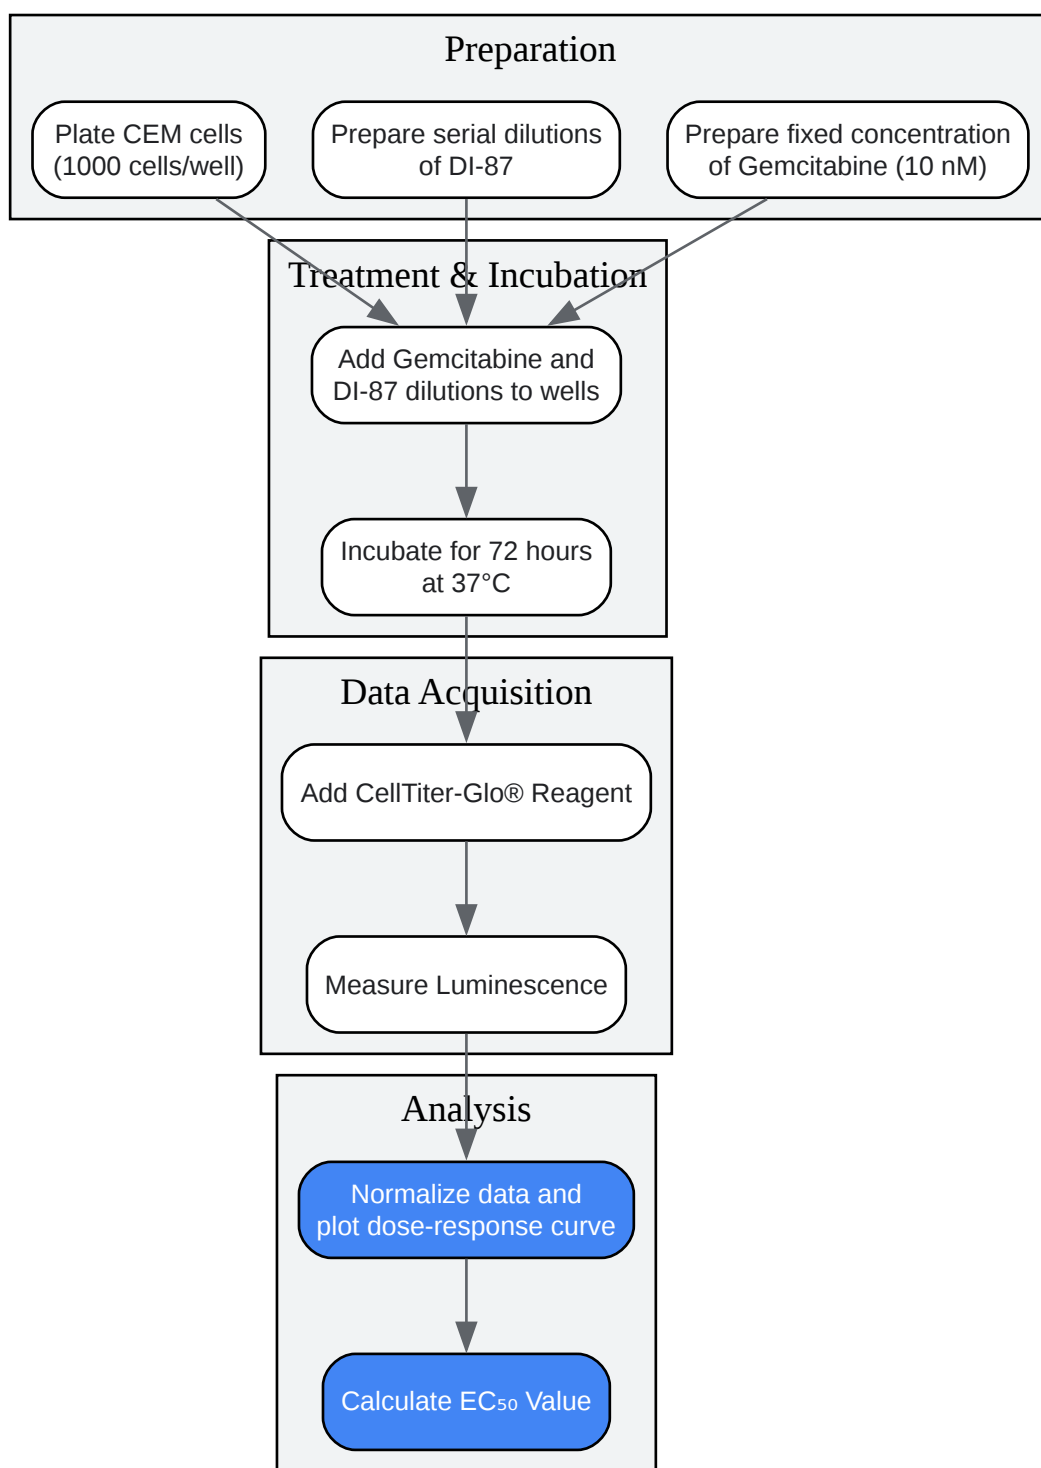 Preparation
Plate CEM cells
(1000 cells/well)
Prepare serial dilutions
of DI-87
Prepare fixed concentration
of Gemcitabine (10 nM)
Treatment & Incubation
Add Gemcitabine and
DI-87 dilutions to wells
Incubate for 72 hours
at 37°C
Data Acquisition
Add CellTiter-Glo® Reagent
Measure Luminescence
Analysis
Normalize data and
plot dose-response curve
Calculate EC₅₀ Value